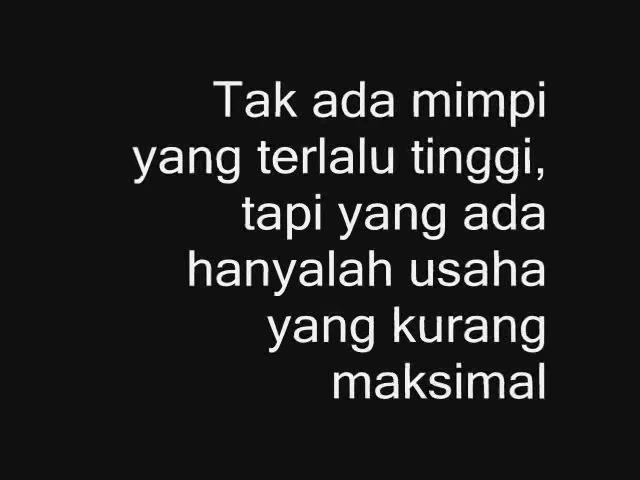 Tak ada mimpi
yang terlalu tinggi,
tapi yang ada
hanyalah usaha
yang kurang
maksimal